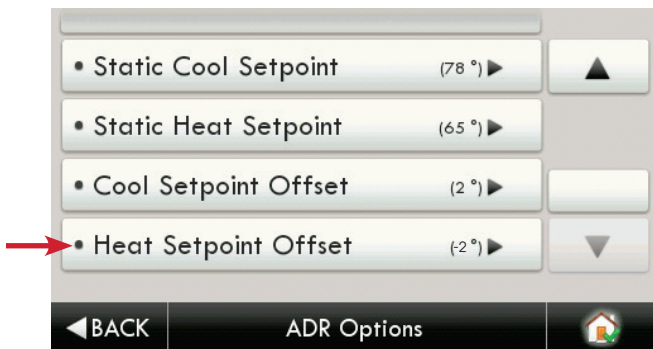 • Static Cool Setpoint (78 °) ▶
• Static Heat Setpoint (65 °) ▶
• Cool Setpoint Offset (2 °) ▶
• Heat Setpoint Offset (-2 °) ▶
◀ BACK ADR Options